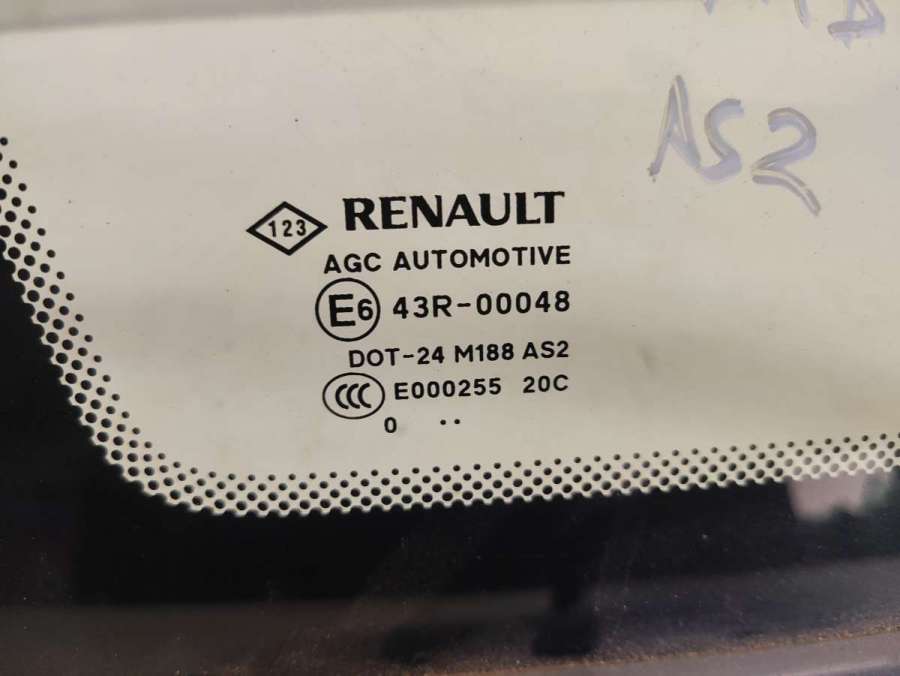 AS2
123 RENAULT
AGC AUTOMOTIVE
E6 43R-00048
DOT-24 M188 AS2
CCC E000255 20C
0 ..